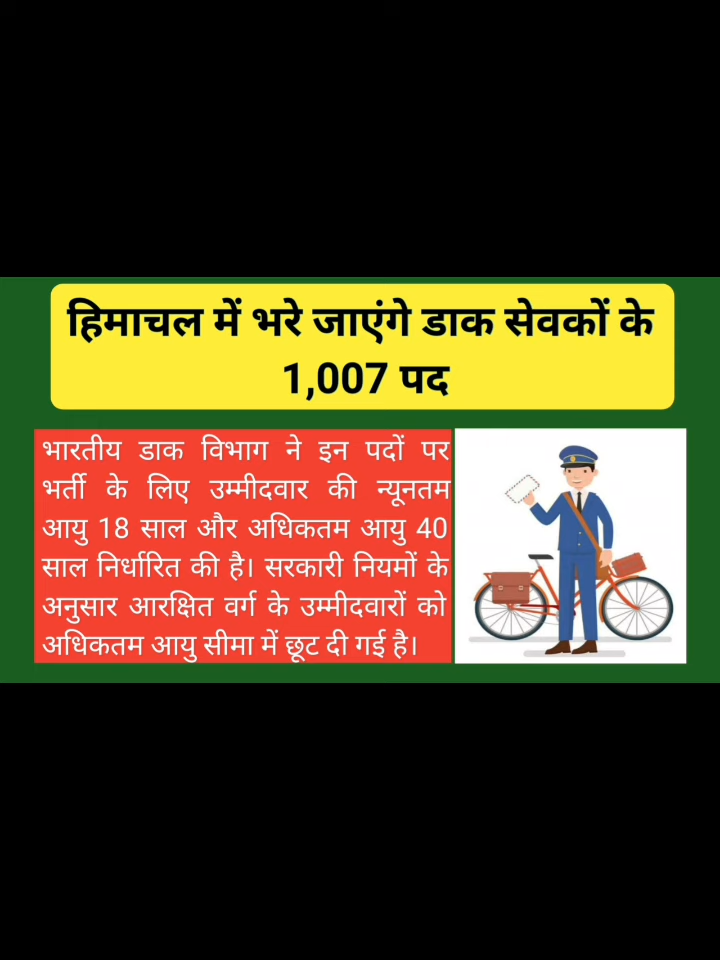 हिमाचल में भरे जाएंगे डाक सेवकों के
1,007 पद
भारतीय डाक विभाग ने इन पदों पर
भर्ती के लिए उम्मीदवार की न्यूनतम
आयु 18 साल और अधिकतम आयु 40
साल निर्धारित की है। सरकारी नियमों के
अनुसार आरक्षित वर्ग के उम्मीदवारों को
अधिकतम आयु सीमा में छूट दी गई है।